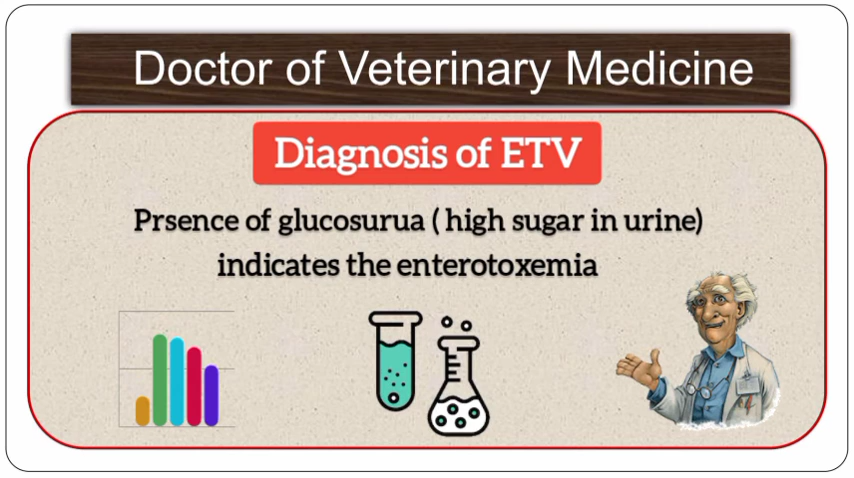 Doctor of Veterinary Medicine
Diagnosis of ETV
Prsence of glucosurua ( high sugar in urine)
indicates the enterotoxemia